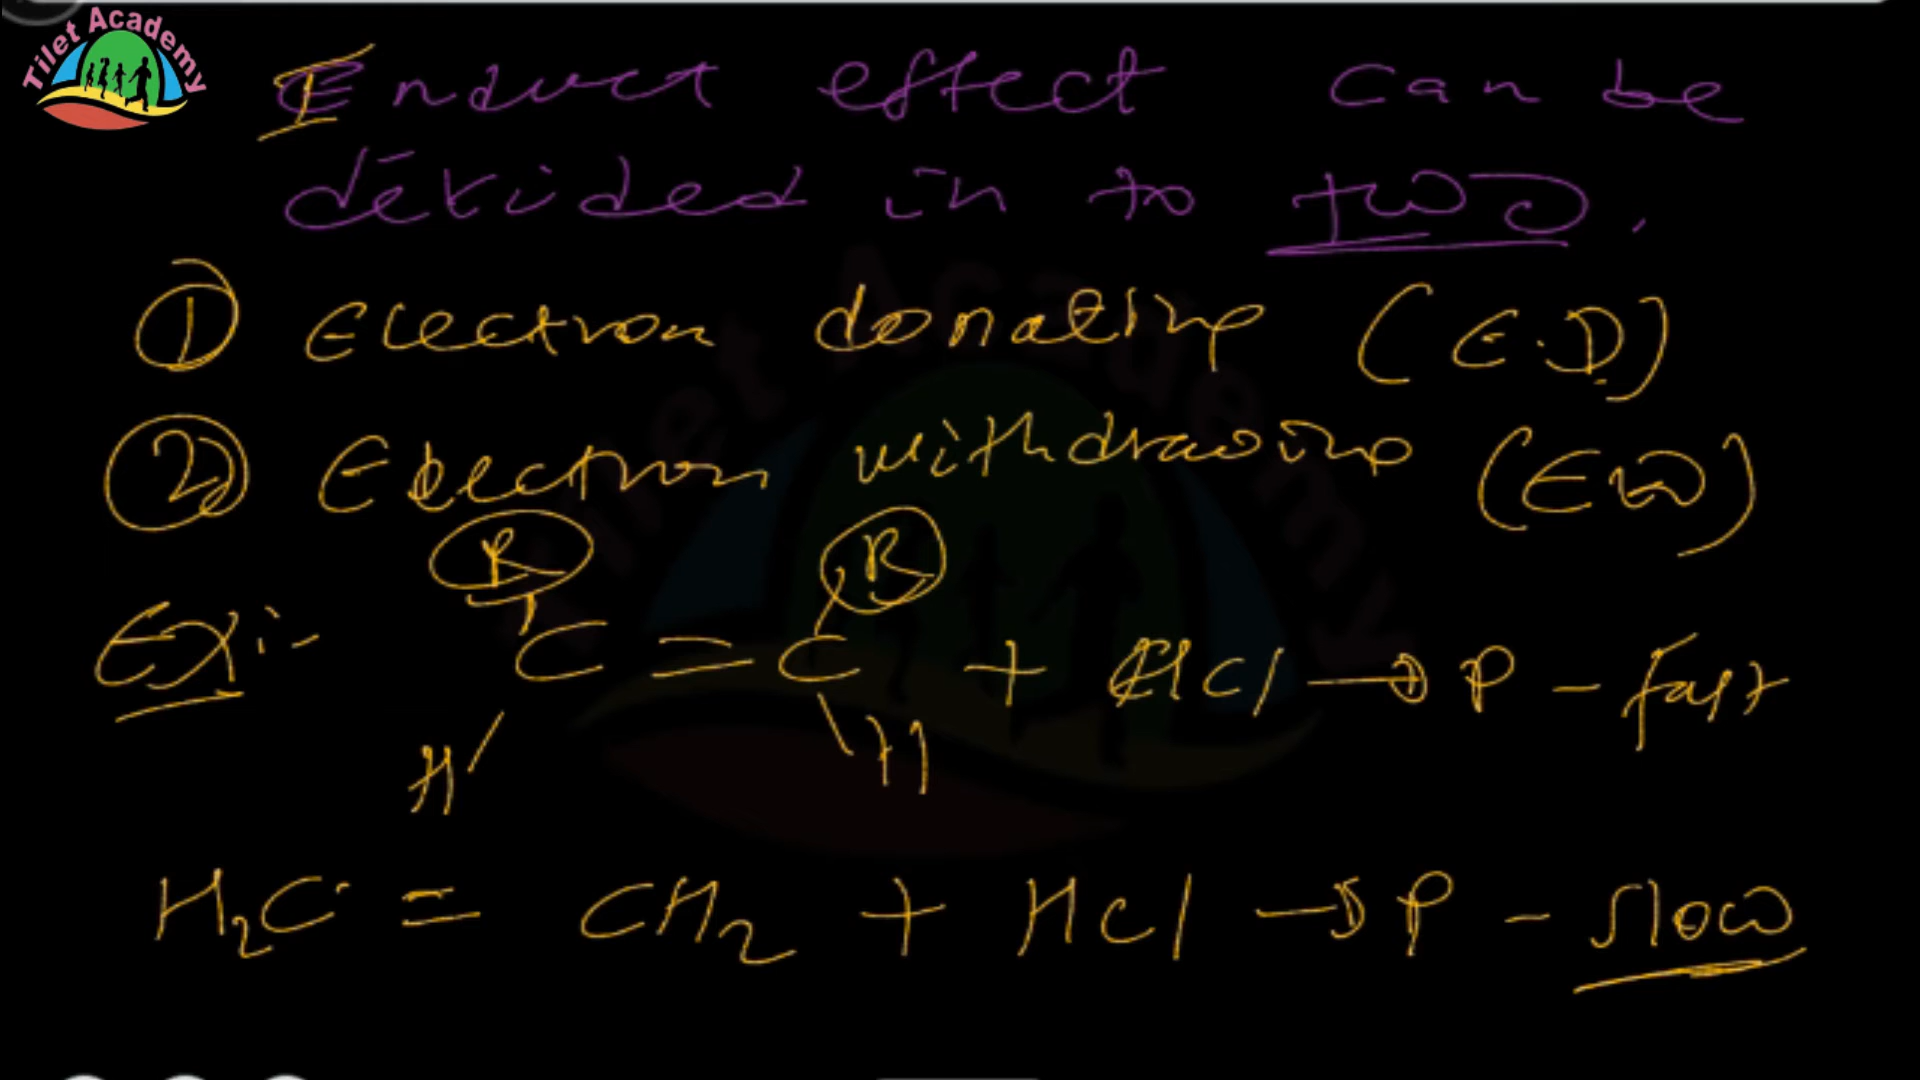 Tilet Academy
Induct effect can be
devided in to two.
① Electron donating (E.D)
② Electron withdrawing (EW)
R R
Ex:- C = C + HCl → P - fast
H H
H₂C = CH₂ + HCl → P - slow